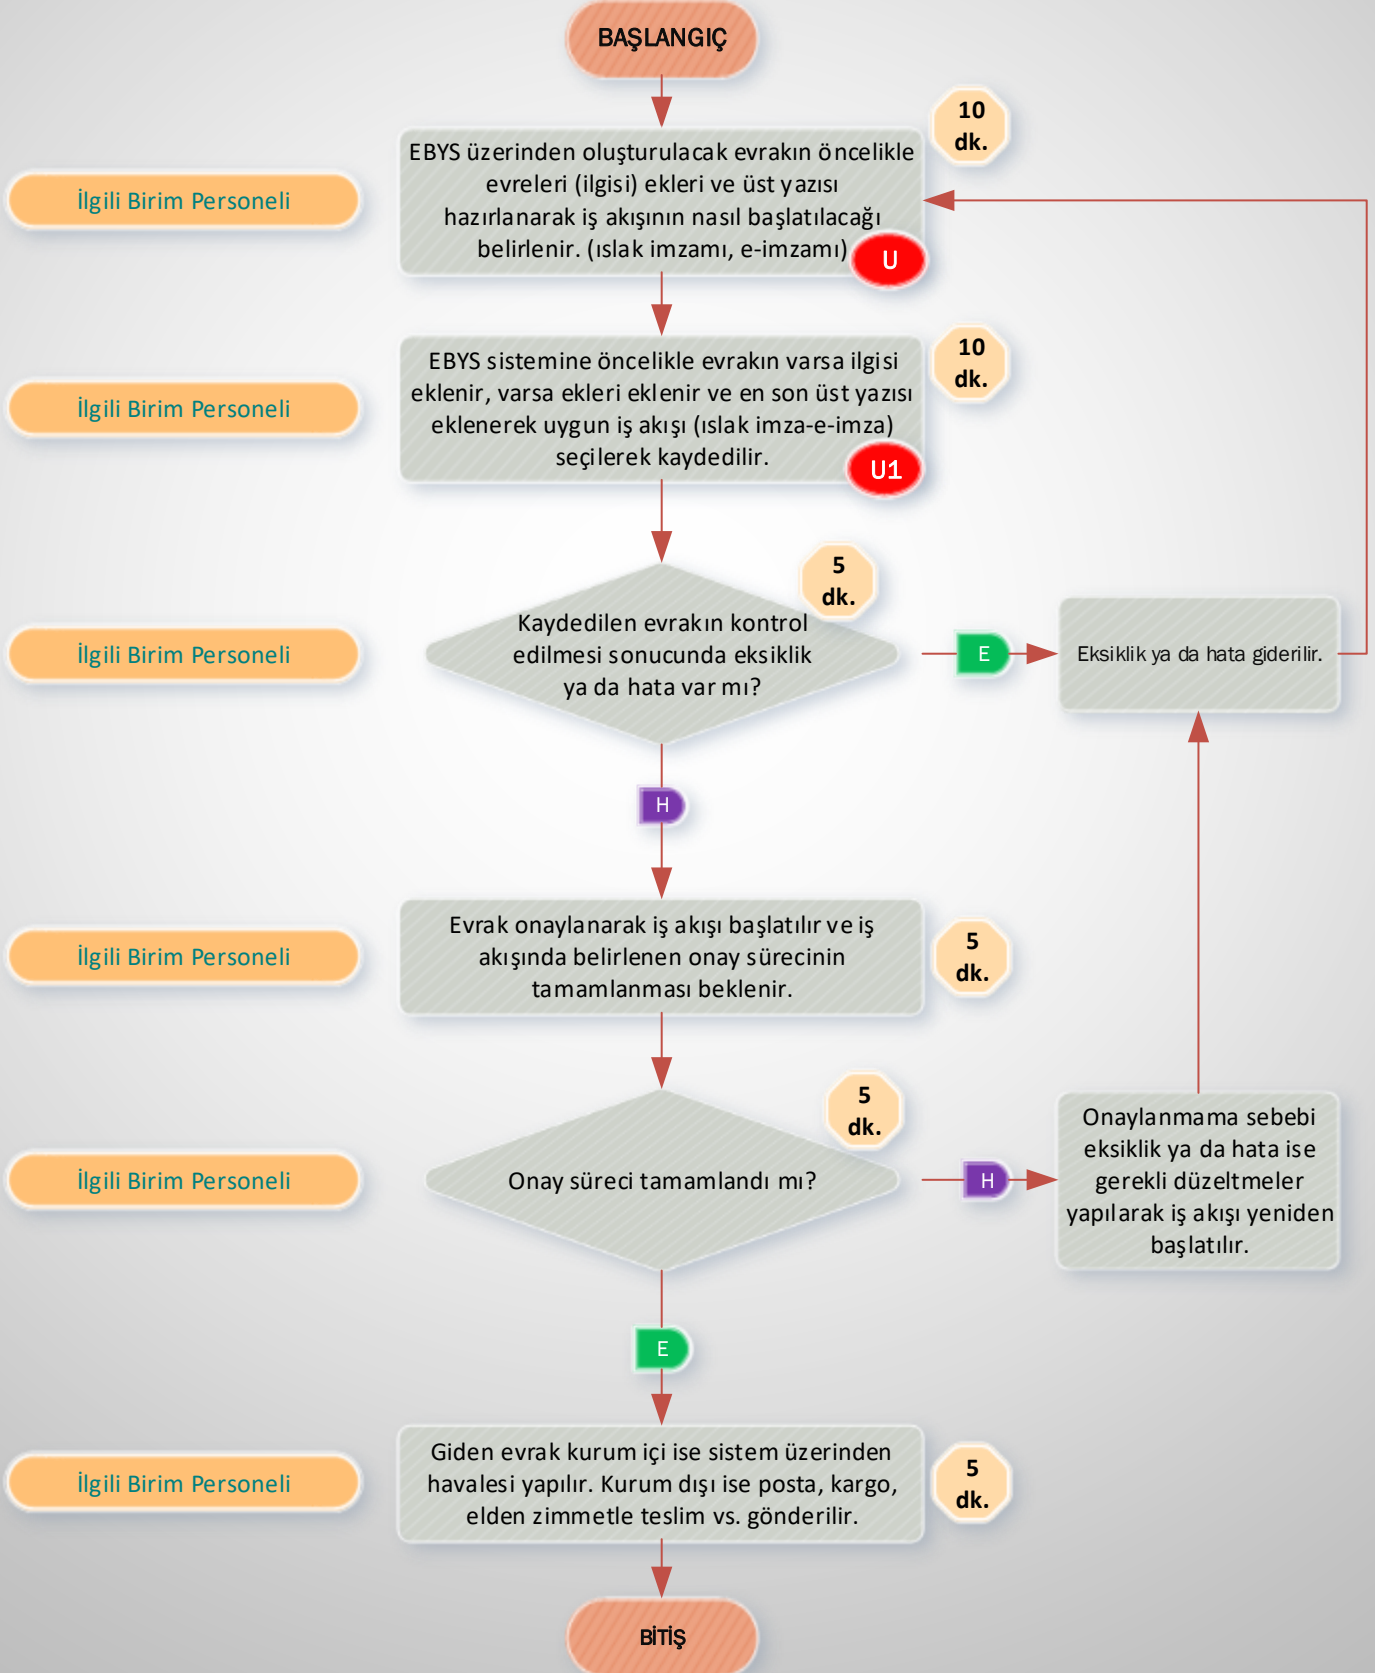 BAŞLANGIÇ
10
dk.
İlgili Birim Personeli
EBYS üzerinden oluşturulacak evrakın öncelikle
evreleri (ilgisi) ekleri ve üst yazısı
hazırlanarak iş akışının nasıl başlatılacağı
belirlenir. (ıslak imzamı, e-imzamı)
U
10
dk.
İlgili Birim Personeli
EBYS sistemine öncelikle evrakın varsa ilgisi
eklenir, varsa ekleri eklenir ve en son üst yazısı
eklenerek uygun iş akışı (ıslak imza-e-imza)
seçilerek kaydedilir.
U1
5
dk.
İlgili Birim Personeli
Kaydedilen evrakın kontrol
edilmesi sonucunda eksiklik
ya da hata var mı?
E
Eksiklik ya da hata giderilir.
H
İlgili Birim Personeli
Evrak onaylanarak iş akışı başlatılır ve iş
akışında belirlenen onay sürecinin
tamamlanması beklenir.
5
dk.
5
dk.
İlgili Birim Personeli
Onay süreci tamamlandı mı?
H
Onaylanmama sebebi
eksiklik ya da hata ise
gerekli düzeltmeler
yapılarak iş akışı yeniden
başlatılır.
E
İlgili Birim Personeli
Giden evrak kurum içi ise sistem üzerinden
havalesi yapılır. Kurum dışı ise posta, kargo,
elden zimmetle teslim vs. gönderilir.
5
dk.
BİTİŞ